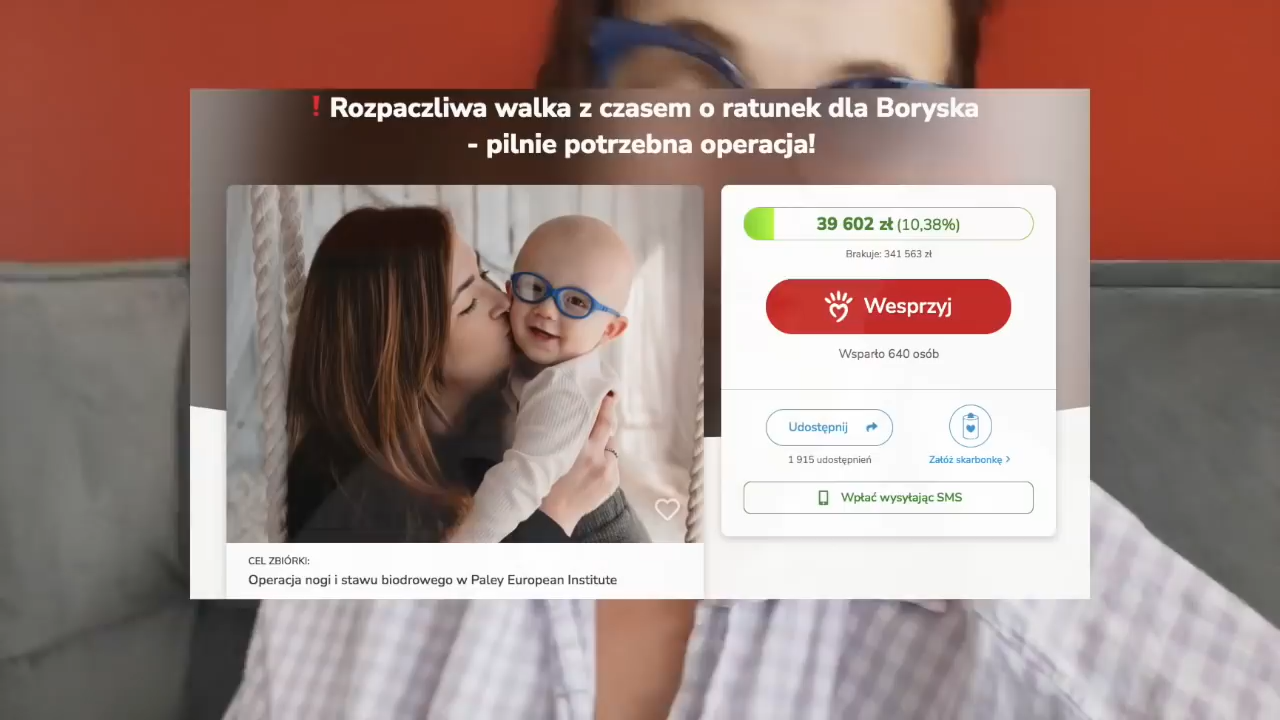 ❗Rozpaczliwa walka z czasem o ratunek dla Boryska
- pilnie potrzebna operacja!
39 602 zł (10,38%)
Brakuje: 341 563 zł
Wesprzyj
Wsparło 640 osób
Udostępnij
1 915 udostępnień
Załóż skarbonkę >
Wpłać wysyłając SMS
CEL ZBIÓRKI:
Operacja nogi i stawu biodrowego w Paley European Institute